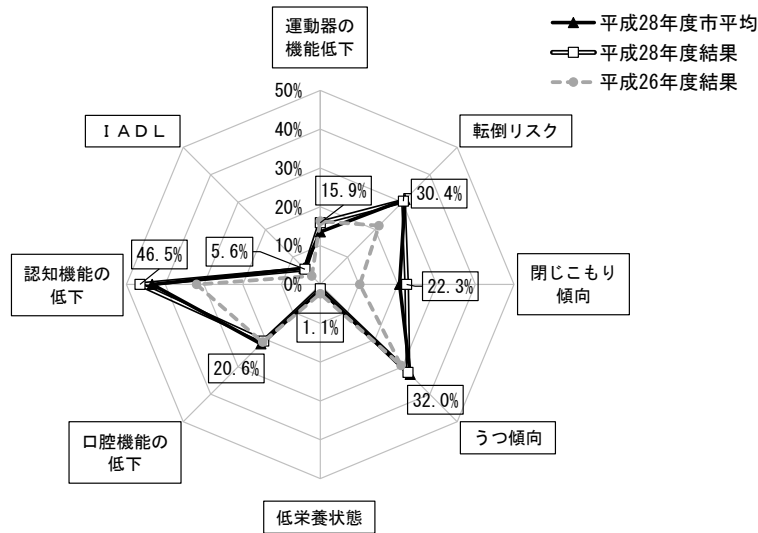 運動器の
機能低下
平成28年度市平均
平成28年度結果
平成26年度結果
50%
40%
30%
20%
10%
0%
ＩＡＤＬ
転倒リスク
15.9%
30.4%
46.5%
5.6%
認知機能の
低下
22.3%
閉じこもり
傾向
1.1%
20.6%
32.0%
口腔機能の
低下
うつ傾向
低栄養状態